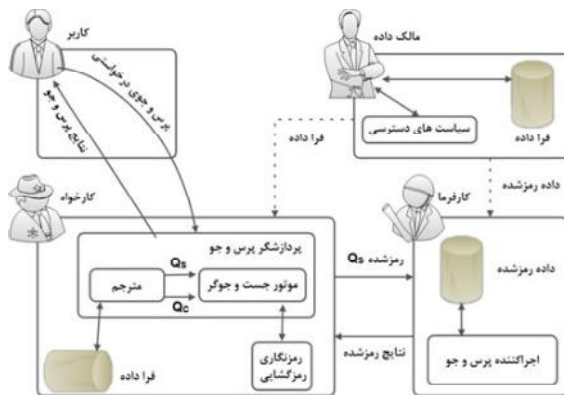 کاربر
مالک داده
پرس و جوی درخواستی
نتایج پرس و جو
سیاست های دسترسی
فرا داده
فرا داده
داده رمزشده
کارخواه
کارفرما
پردازشگر پرس و جو
Qs
مترجم
موتور جست و جوگر
Qc
رمزشده Qs
داده رمزشده
رمزنگاری
رمزگشایی
فرا داده
نتایج رمزشده
اجراکننده پرس و جو